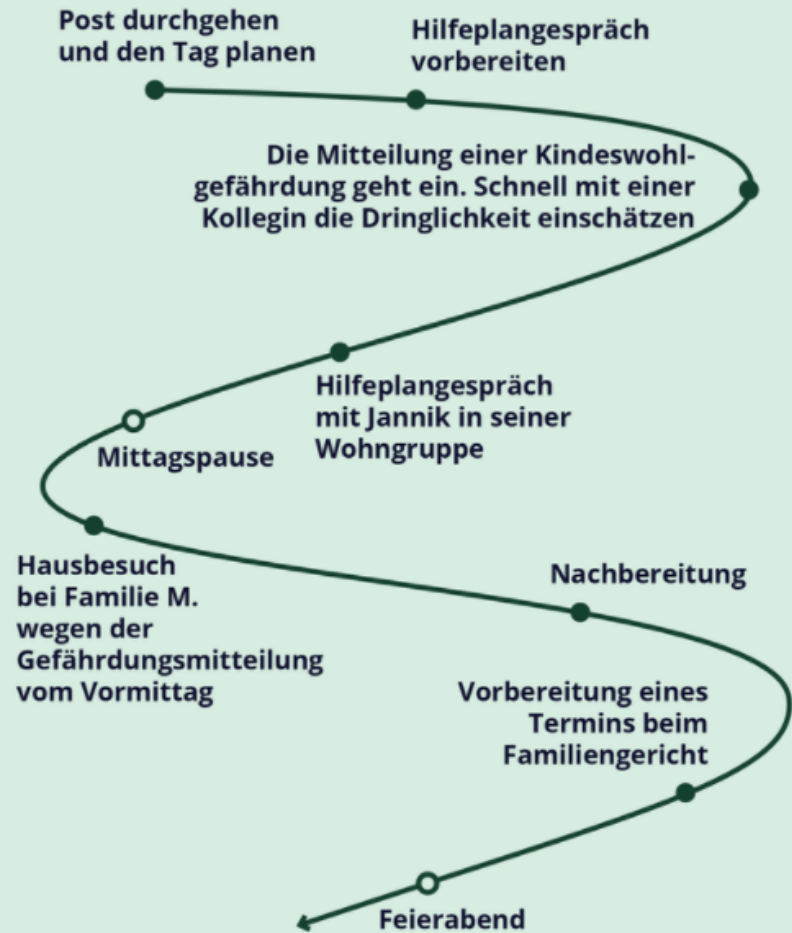 Post durchgehen
und den Tag planen
Hilfeplangespräch
vorbereiten
Die Mitteilung einer Kindeswohl-
gefährdung geht ein. Schnell mit einer
Kollegin die Dringlichkeit einschätzen
Hilfeplangespräch
mit Jannik in seiner
Wohngruppe
Mittagspause
Hausbesuch
bei Familie M.
wegen der
Gefährdungsmitteilung
vom Vormittag
Nachbereitung
Vorbereitung eines
Termins beim
Familiengericht
Feierabend